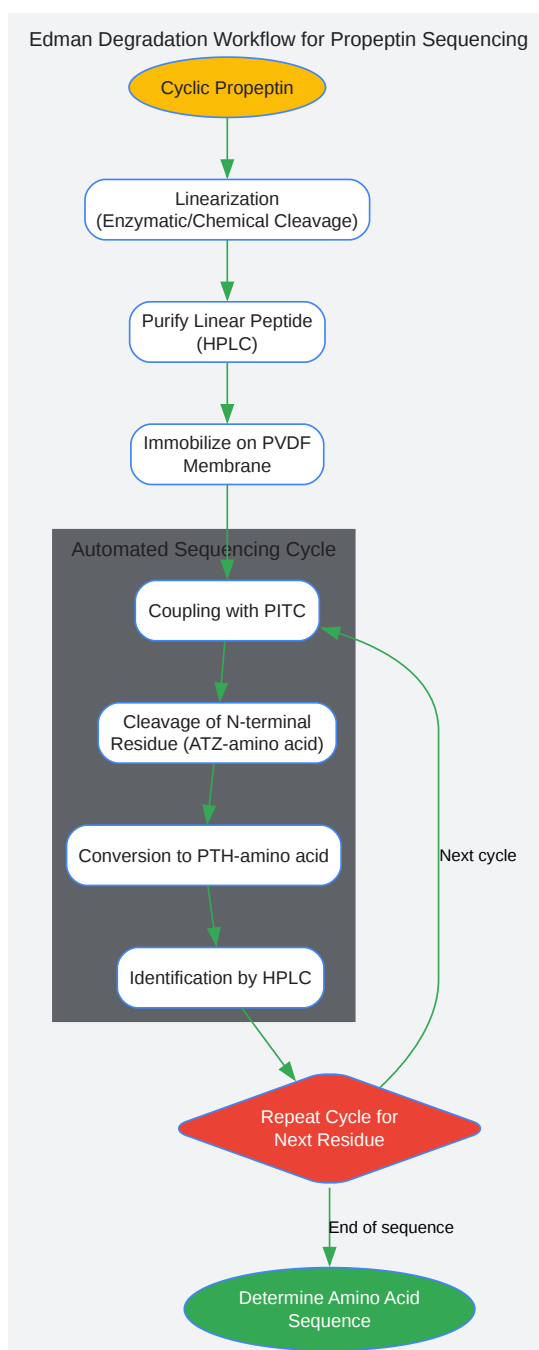 Edman Degradation Workflow for Propeptin Sequencing
Cyclic Propeptin
Linearization
(Enzymatic/Chemical Cleavage)
Purify Linear Peptide
(HPLC)
Immobilize on PVDF
Membrane
Automated Sequencing Cycle
Coupling with PITC
Cleavage of N-terminal
Residue (ATZ-amino acid)
Conversion to PTH-amino acid
Next cycle
Identification by HPLC
Repeat Cycle for
Next Residue
End of sequence
Determine Amino Acid
Sequence